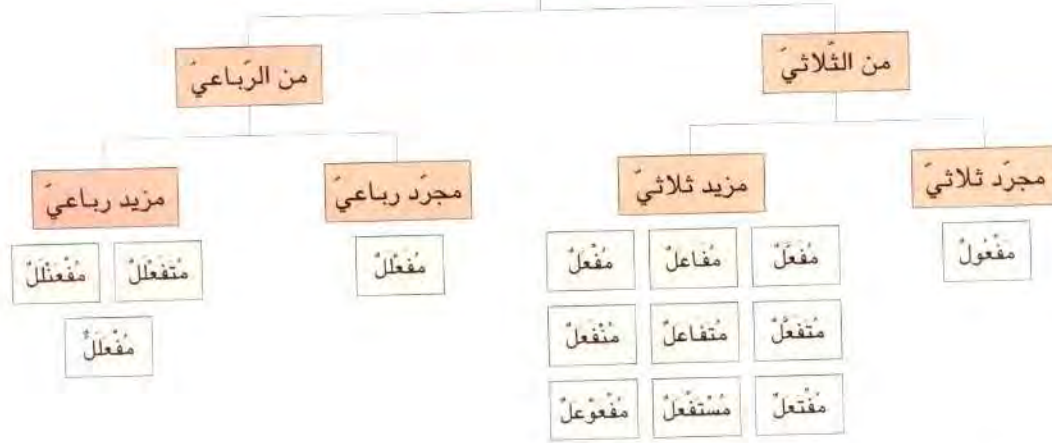 من الثّلاثيّ
من الرّباعيّ
مجرّد ثلاثيّ
مزيد ثلاثيّ
مجرّد رباعيّ
مزيد رباعيّ
مَفْعُولٌ
مُفَعَّلٌ
مُفَاعَلٌ
مُفْعَلٌ
مُتَفَعَّلٌ
مُتَفَاعَلٌ
مُنْفَعَلٌ
مُفْتَعَلٌ
مُسْتَفْعَلٌ
مُفْعَوْعَلٌ
مُفَعْلَلٌ
مُتَفَعْلَلٌ
مُفْعَنْلَلٌ
مُفْعَلَلٌّ